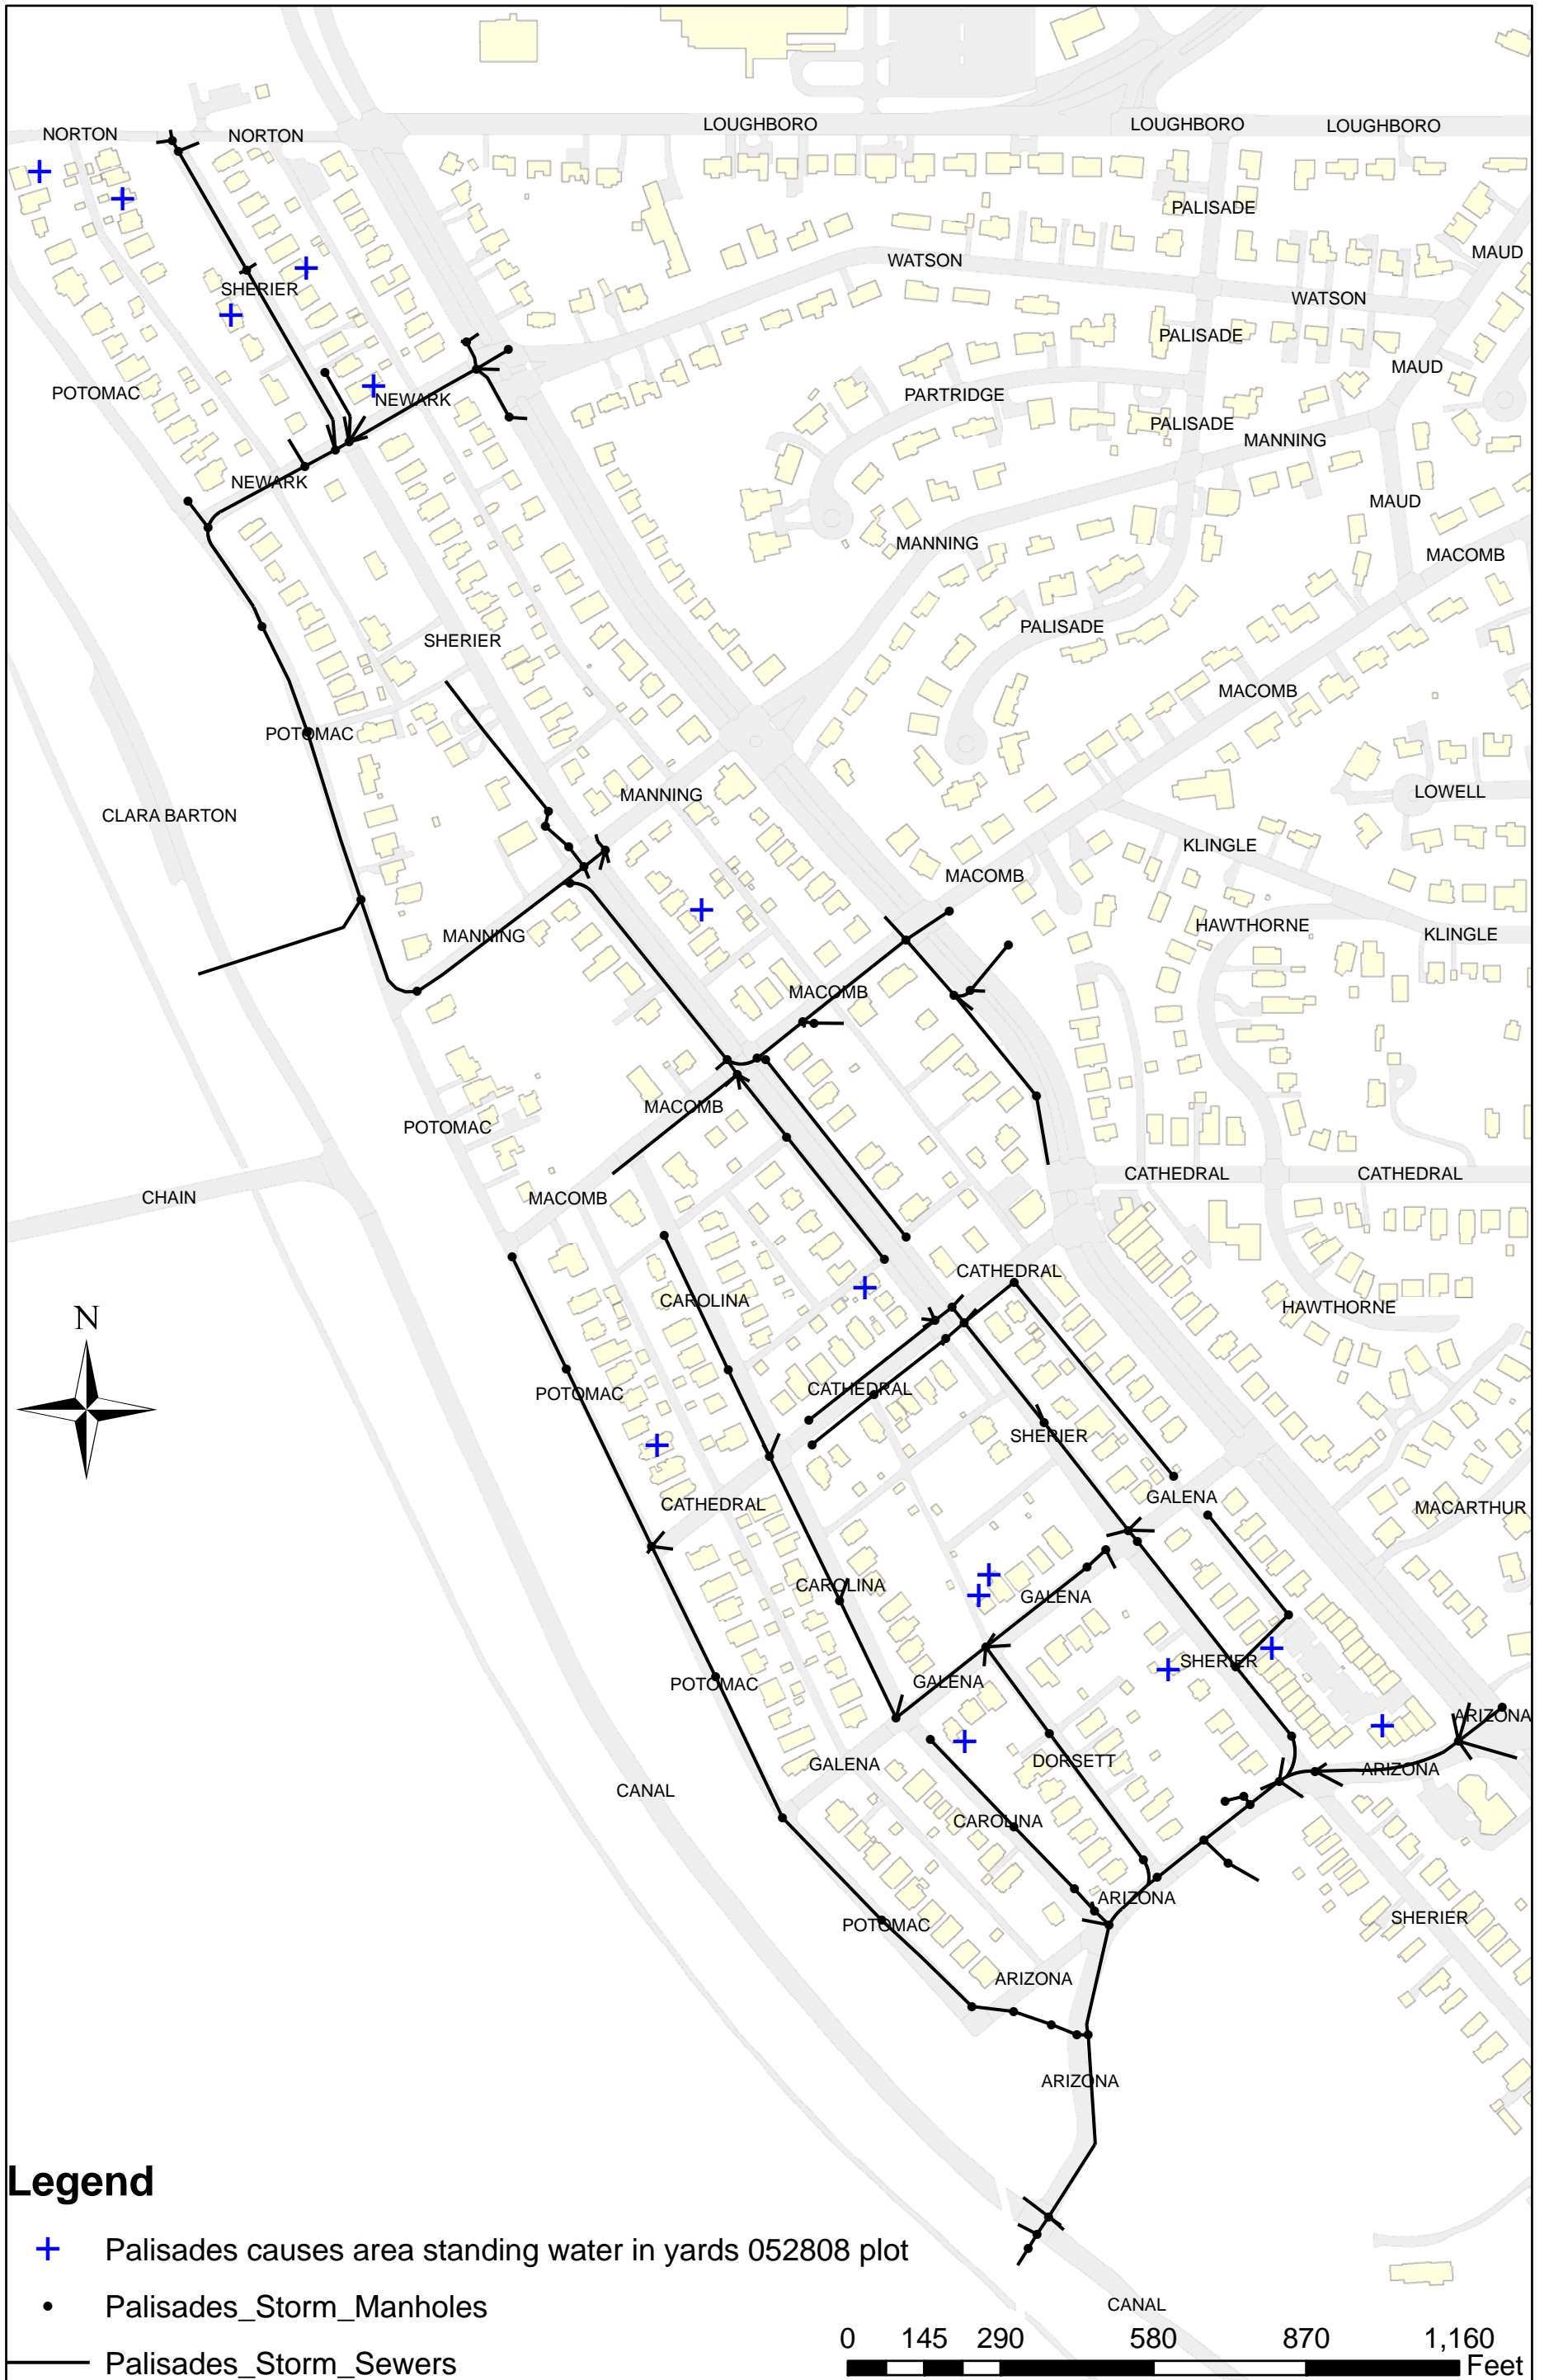 LOUGHBORO LOUGHBORO LOUGHBORO
NORTON NORTON
PALISADE
MAUD
WATSON
SHERIER
WATSON
PALISADE
MAUD
POTOMAC
PARTRIDGE
NEWARK
PALISADE
MANNING
NEWARK
MAUD
MANNING
MACOMB
PALISADE
SHERIER
MACOMB
POTOMAC
LOWELL
MANNING
CLARA BARTON
KLINGLE
MACOMB
HAWTHORNE
KLINGLE
MANNING
MACOMB
MACOMB
POTOMAC
CATHEDRAL CATHEDRAL
CHAIN
MACOMB
CATHEDRAL
CAROLINA
HAWTHORNE
N
CATHEDRAL
POTOMAC
SHERIER
GALENA
CATHEDRAL
MACARTHUR
CAROLINA
GALENA
SHERIER
GALENA
POTOMAC
ARIZONA
DORSETT
GALENA
ARIZONA
CANAL
CAROLINA
ARIZONA
SHERIER
POTOMAC
ARIZONA
ARIZONA
Legend
Palisades causes area standing water in yards 052808 plot
Palisades_Storm_Manholes
Palisades_Storm_Sewers
CANAL
0 145 290 580 870 1,160
Feet